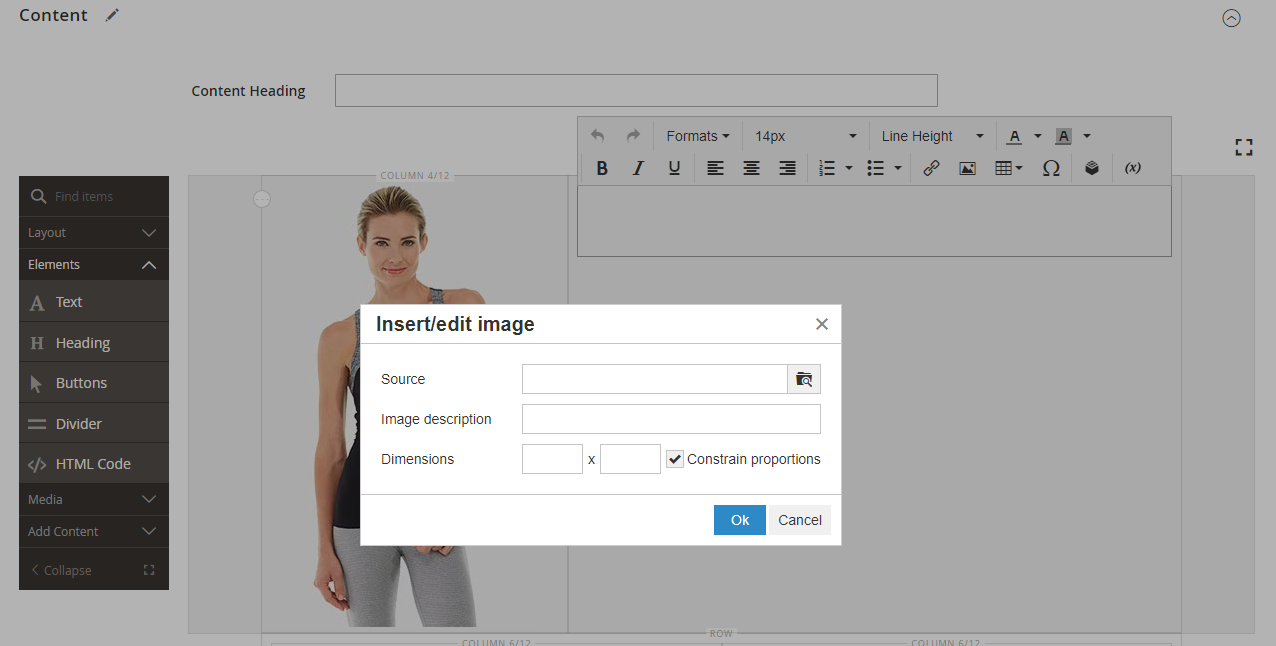 Content
Content Heading
Formats 14px Line Height A A
B I U Ω (x)
COLUMN 4/12
Find items
Layout
Elements
A Text
H Heading
Buttons
Divider
</> HTML Code
Media
Add Content
Collapse
Insert/edit image
Source
Image description
Dimensions x Constrain proportions
Ok Cancel
ROW
COLUMN 6/12 COLUMN 6/12